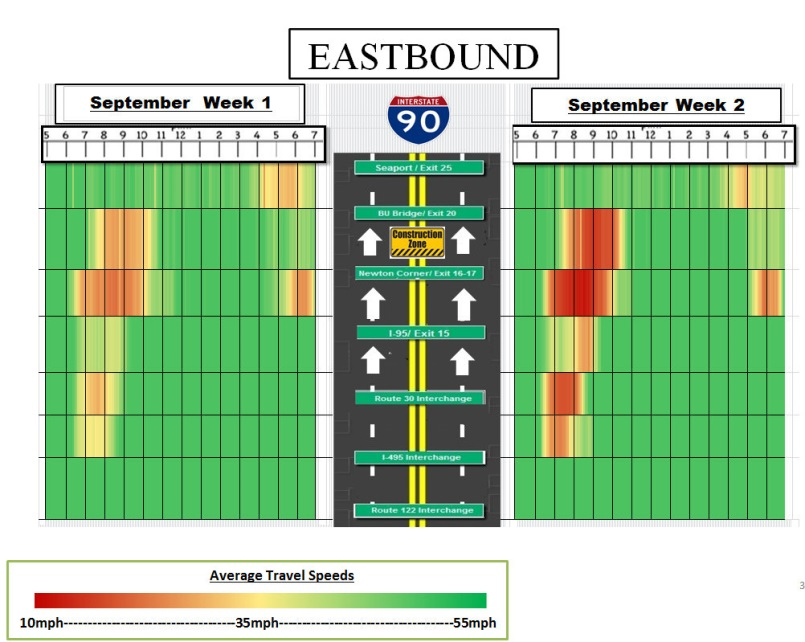 EASTBOUND
September Week 1
5 6 7 8 9 10 11 12 1 2 3 4 5 6 7
INTERSTATE
90
September Week 2
5 6 7 8 9 10 11 12 1 2 3 4 5 6 7
Seaport / Exit 25
BU Bridge/ Exit 20
Construction
Zone
Newton Corner/ Exit 16-17
I-95/ Exit 15
Route 30 Interchange
I-495 Interchange
Route 122 Interchange
Average Travel Speeds
10mph-----------------------------------35mph-----------------------------------55mph
3